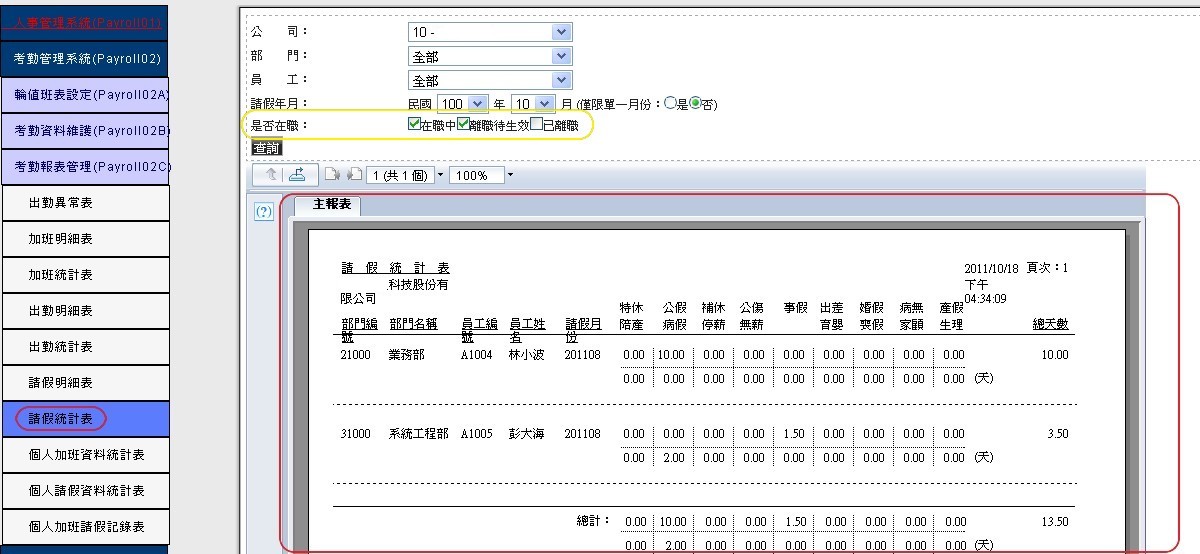 人事管理系統(Payroll01)
考勤管理系統(Payroll02)
輪值班表設定(Payroll02A)
考勤資料維護(Payroll02B)
考勤報表管理(Payroll02C)
出勤異常表
加班明細表
加班統計表
出勤明細表
出勤統計表
請假明細表
請假統計表
個人加班資料統計表
個人請假資料統計表
個人加班請假記錄表
公 司： 10 -
部 門： 全部
員 工： 全部
請假年月： 民國 100 年 10 月 (僅限單一月份：是否)
是否在職： 在職中 離職待生效 已離職
查詢
1 (共 1 個) 100%
(?) 主報表
請 假 統 計 表 2011/10/18 頁次：1
科技股份有 下午
限公司 04:34:09
特休 公假 補休 公傷 事假 出差 婚假 病無 產假
部門編號 部門名稱 員工編號 員工姓名 請假月份 陪產 病假 停薪 無薪 育嬰 喪假 家顧 生理 總天數
21000 業務部 A1004 林小波 201108 0.00 10.00 0.00 0.00 0.00 0.00 0.00 0.00 0.00 10.00
0.00 0.00 0.00 0.00 0.00 0.00 0.00 0.00 0.00 (天)
31000 系統工程部 A1005 彭大海 201108 0.00 0.00 0.00 0.00 1.50 0.00 0.00 0.00 0.00 3.50
0.00 2.00 0.00 0.00 0.00 0.00 0.00 0.00 0.00 (天)
總計： 0.00 10.00 0.00 0.00 1.50 0.00 0.00 0.00 0.00 13.50
0.00 2.00 0.00 0.00 0.00 0.00 0.00 0.00 0.00 (天)